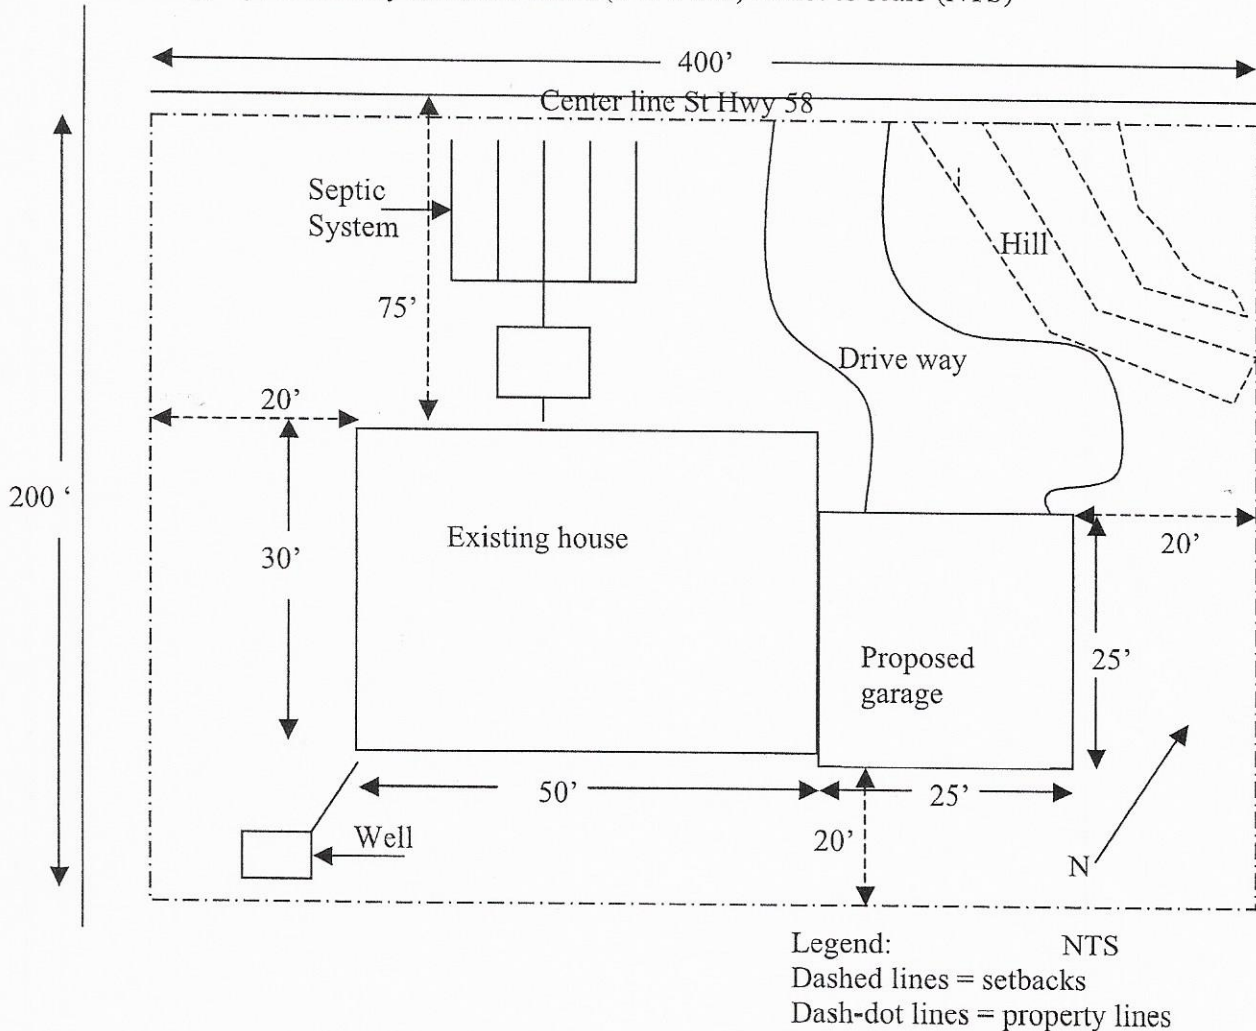 400’
Center line St Hwy 58
Septic
System
Hill
75’
Drive way
20’
200 ‘
Existing house
30’
20’
Proposed
garage
25’
50’
25’
20’
Well
N
Legend: NTS
Dashed lines = setbacks
Dash-dot lines = property lines